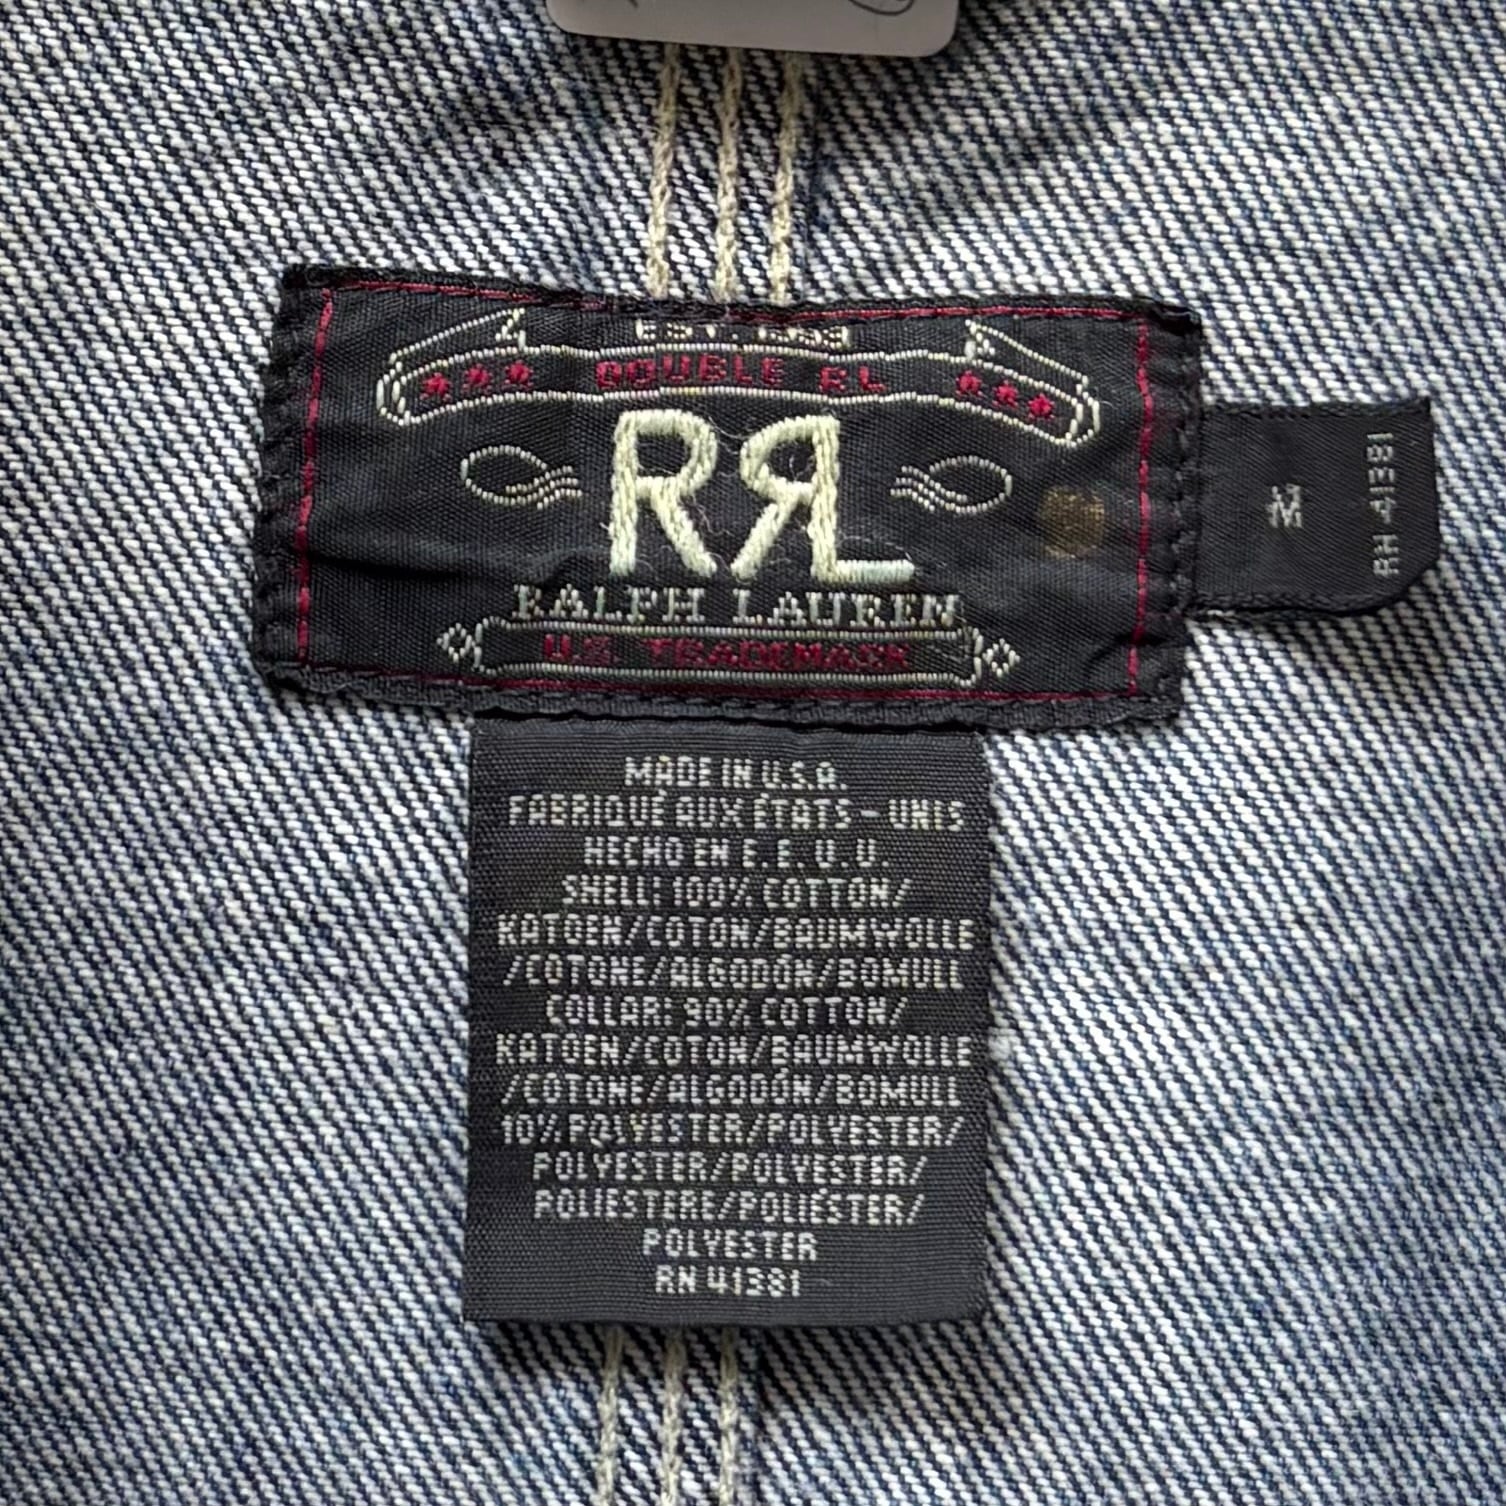 EST. 1993
★★★ DOUBLE RL ★★★
RRL
RALPH LAUREN
U.S. TRADEMARK
M
RN 41381
MADE IN U.S.A.
FABRIQUÉ AUX ÉTATS-UNIS
HECHO EN E.E.U.U.
SHELL: 100% COTTON/
KATOEN/COTON/BAUMWOLLE
/COTONE/ALGODÓN/BOMULL
COLLAR: 90% COTTON/
KATOEN/COTON/BAUMWOLLE
/COTONE/ALGODÓN/BOMULL
10% POLYESTER/POLYESTER/
POLYESTER/POLYESTER/
POLIESTERE/POLIÉSTER/
POLYESTER
RN 41381